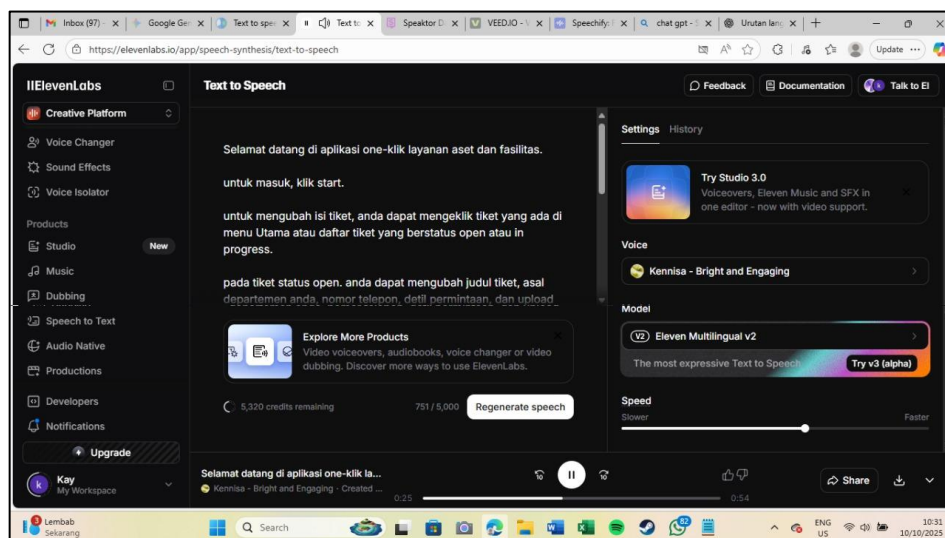 Inbox (97) -
Google Ger
Text to spee
Text to
Speaktor D
VEED.IO - V
Speechify: F
chat gpt - S
Urutan lang
https://elevenlabs.io/app/speech-synthesis/text-to-speech
Update
IIElevenLabs
Creative Platform
Voice Changer
Sound Effects
Voice Isolator
Products
Studio
New
Music
Dubbing
Speech to Text
Audio Native
Productions
Developers
Notifications
Upgrade
k
Kay
My Workspace
Text to Speech
Feedback
Documentation
Talk to El
Selamat datang di aplikasi one-klik layanan aset dan fasilitas.
untuk masuk, klik start.
untuk mengubah isi tiket, anda dapat mengeklik tiket yang ada di
menu Utama atau daftar tiket yang berstatus open atau in
progress.
pada tiket status open. anda dapat mengubah judul tiket, asal
departemen anda, nomor telepon, detil permintaan, dan upload
Explore More Products
Video voiceovers, audiobooks, voice changer or video
dubbing. Discover more ways to use ElevenLabs.
5,320 credits remaining
751 / 5,000
Regenerate speech
Settings
History
Try Studio 3.0
Voiceovers, Eleven Music and SFX in
one editor - now with video support.
Voice
Kennisa - Bright and Engaging
Model
V2 Eleven Multilingual v2
The most expressive Text to Speech
Try v3 (alpha)
Speed
Slower
Faster
Selamat datang di aplikasi one-klik la...
Kennisa - Bright and Engaging · Created ...
10
10
0:25
0:54
Share
3
Lembab
Sekarang
Search
82
ENG
US
10:31
10/10/2025